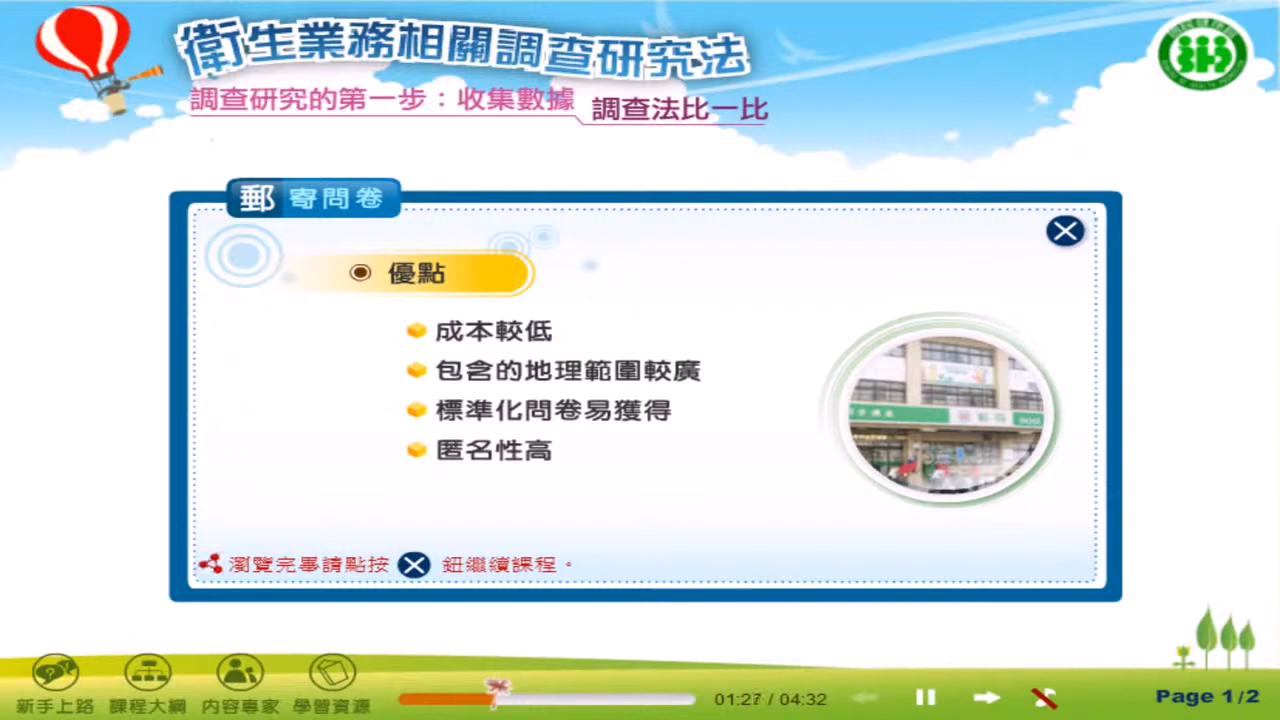 衛生業務相關調查研究法
調查研究的第一步：收集數據
調查法比一比
郵寄問卷
優點
成本較低
包含的地理範圍較廣
標準化問卷易獲得
匿名性高
瀏覽完畢請點按 鈕繼續課程。
新手上路 課程大綱 內容專家 學習資源
01:27 / 04:32
Page 1/2